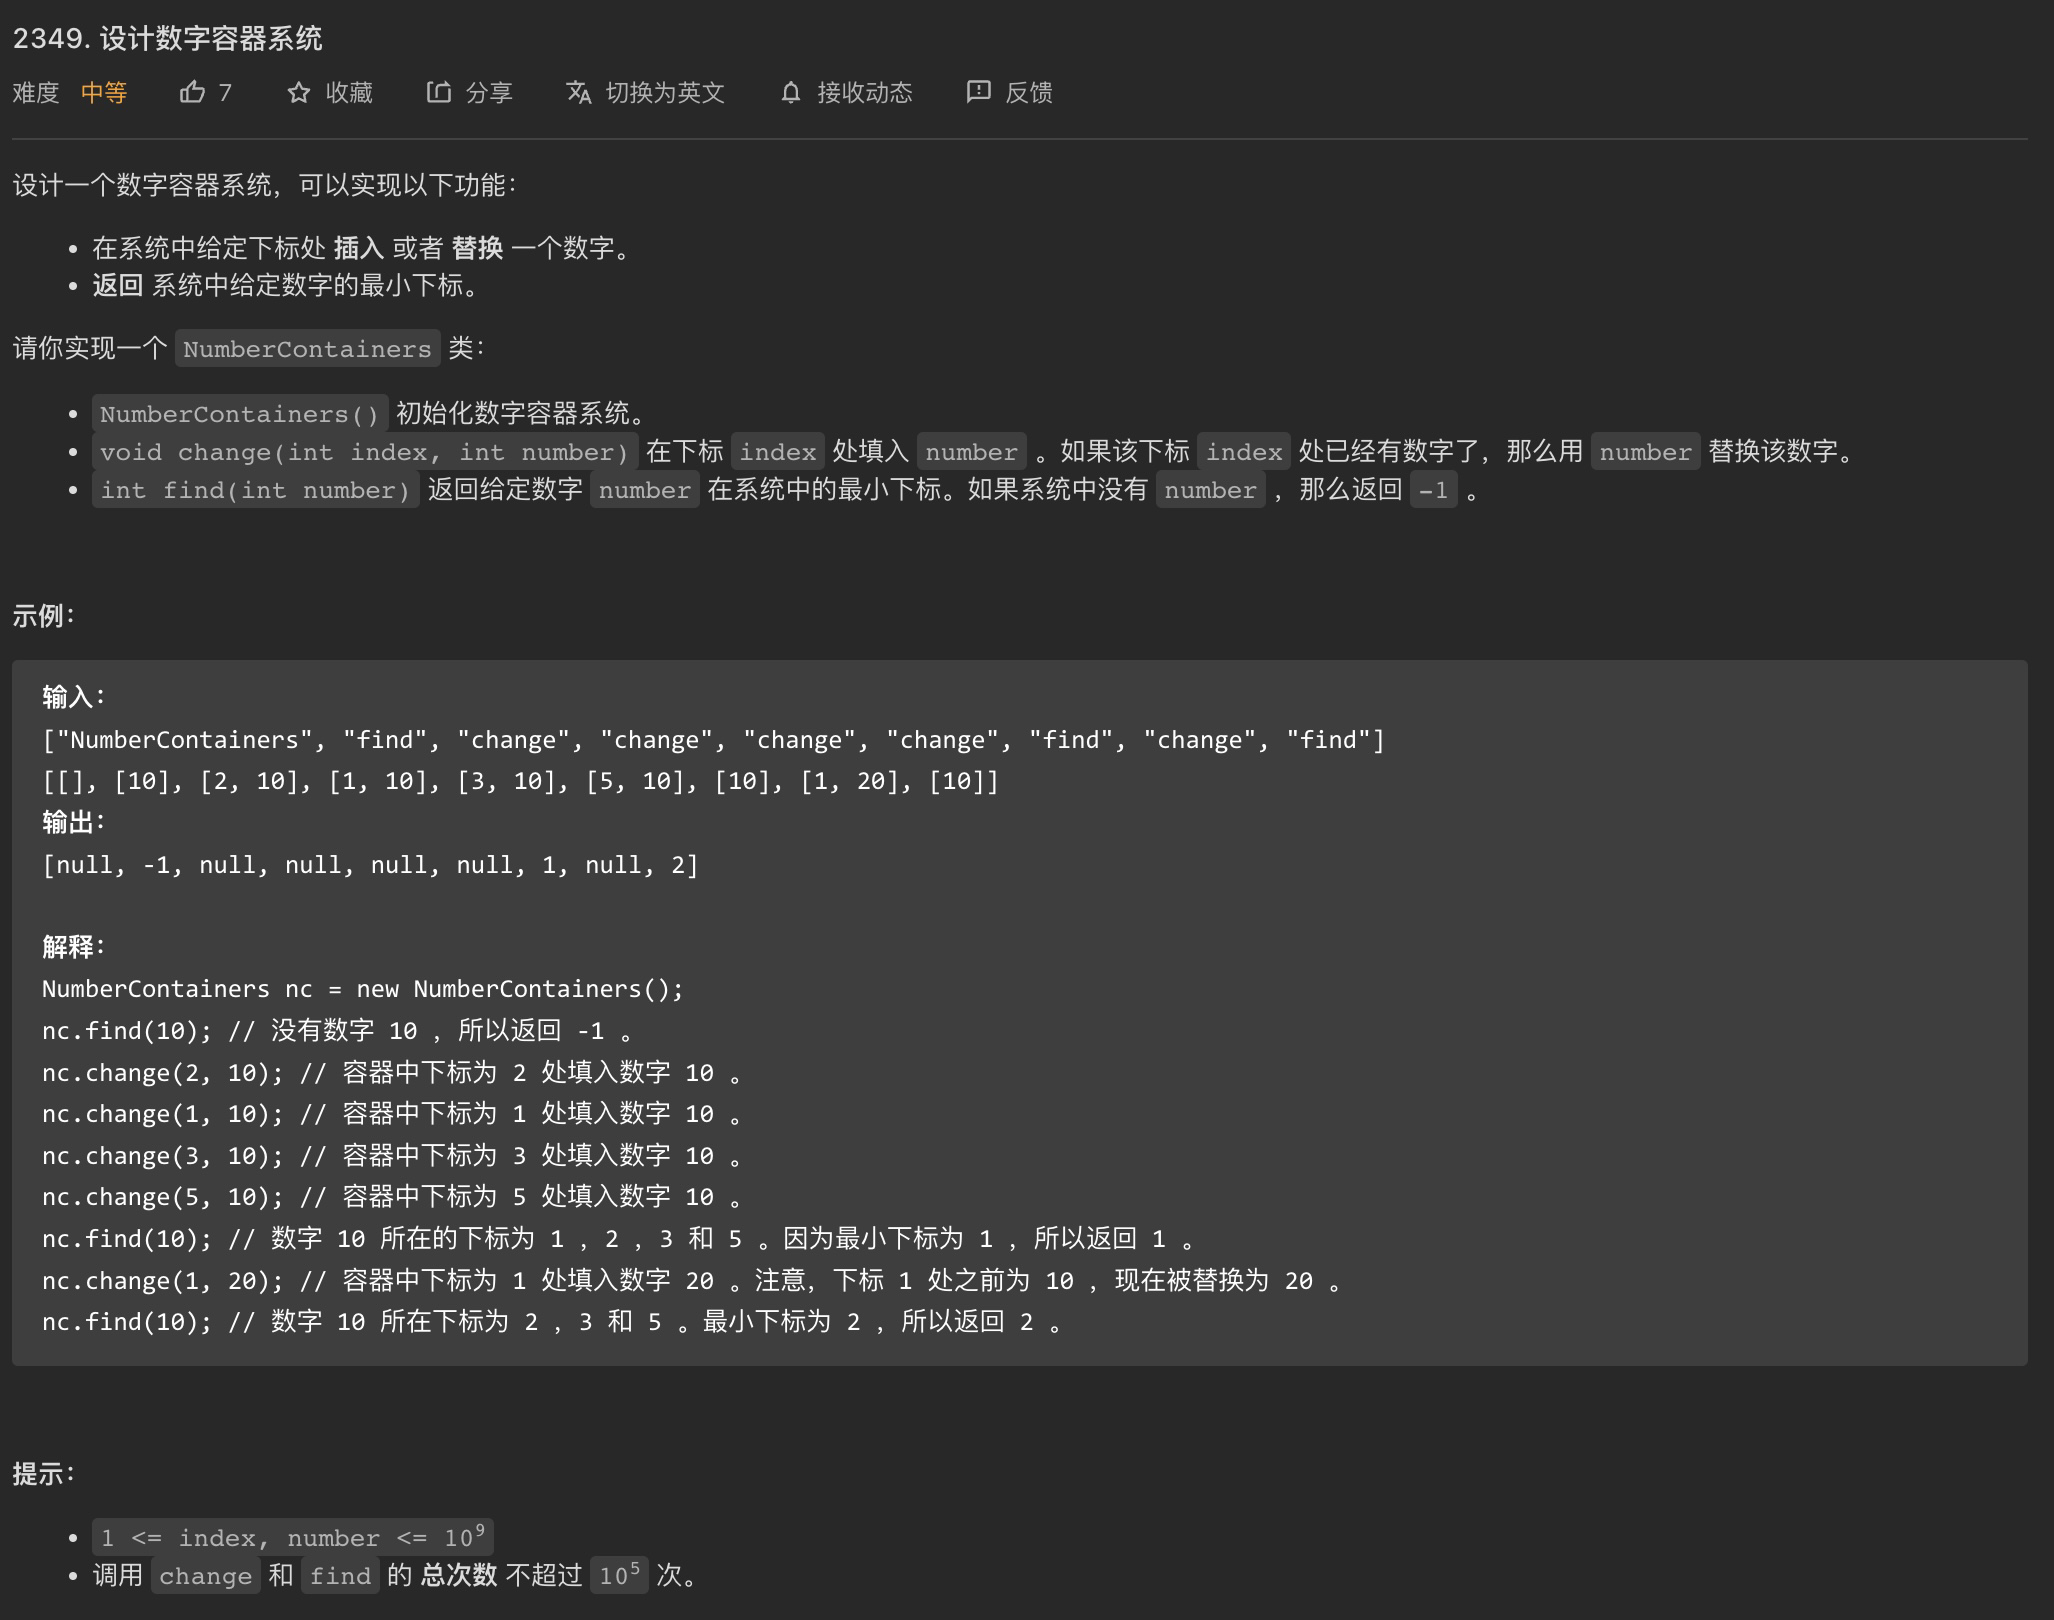 2349. 设计数字容器系统
难度 中等 7 收藏 分享 切换为英文 接收动态 反馈
设计一个数字容器系统，可以实现以下功能：
• 在系统中给定下标处 插入 或者 替换 一个数字。
• 返回 系统中给定数字的最小下标。
请你实现一个 NumberContainers 类：
• NumberContainers() 初始化数字容器系统。
• void change(int index, int number) 在下标 index 处填入 number 。如果该下标 index 处已经有数字了，那么用 number 替换该数字。
• int find(int number) 返回给定数字 number 在系统中的最小下标。如果系统中没有 number ，那么返回 -1 。
示例：
输入：
["NumberContainers", "find", "change", "change", "change", "change", "find", "change", "find"]
[[], [10], [2, 10], [1, 10], [3, 10], [5, 10], [10], [1, 20], [10]]
输出：
[null, -1, null, null, null, null, 1, null, 2]
解释：
NumberContainers nc = new NumberContainers();
nc.find(10); // 没有数字 10 ，所以返回 -1 。
nc.change(2, 10); // 容器中下标为 2 处填入数字 10 。
nc.change(1, 10); // 容器中下标为 1 处填入数字 10 。
nc.change(3, 10); // 容器中下标为 3 处填入数字 10 。
nc.change(5, 10); // 容器中下标为 5 处填入数字 10 。
nc.find(10); // 数字 10 所在的下标为 1 ，2 ，3 和 5 。因为最小下标为 1 ，所以返回 1 。
nc.change(1, 20); // 容器中下标为 1 处填入数字 20 。注意，下标 1 处之前为 10 ，现在被替换为 20 。
nc.find(10); // 数字 10 所在下标为 2 ，3 和 5 。最小下标为 2 ，所以返回 2 。
提示：
• 1 <= index, number <= 10⁹
• 调用 change 和 find 的 总次数 不超过 10⁵ 次。